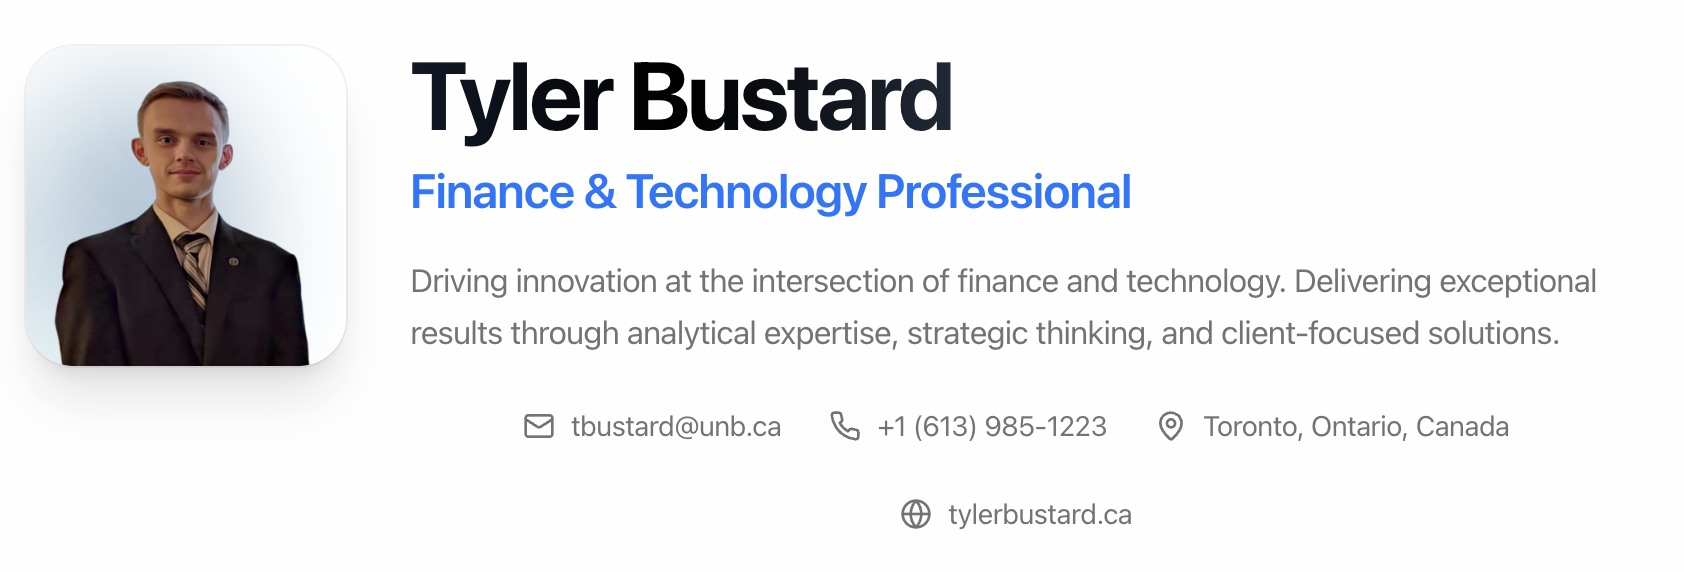 Tyler Bustard
Finance & Technology Professional
Driving innovation at the intersection of finance and technology. Delivering exceptional
results through analytical expertise, strategic thinking, and client-focused solutions.
tbustard@unb.ca +1 (613) 985-1223 Toronto, Ontario, Canada
tylerbustard.ca